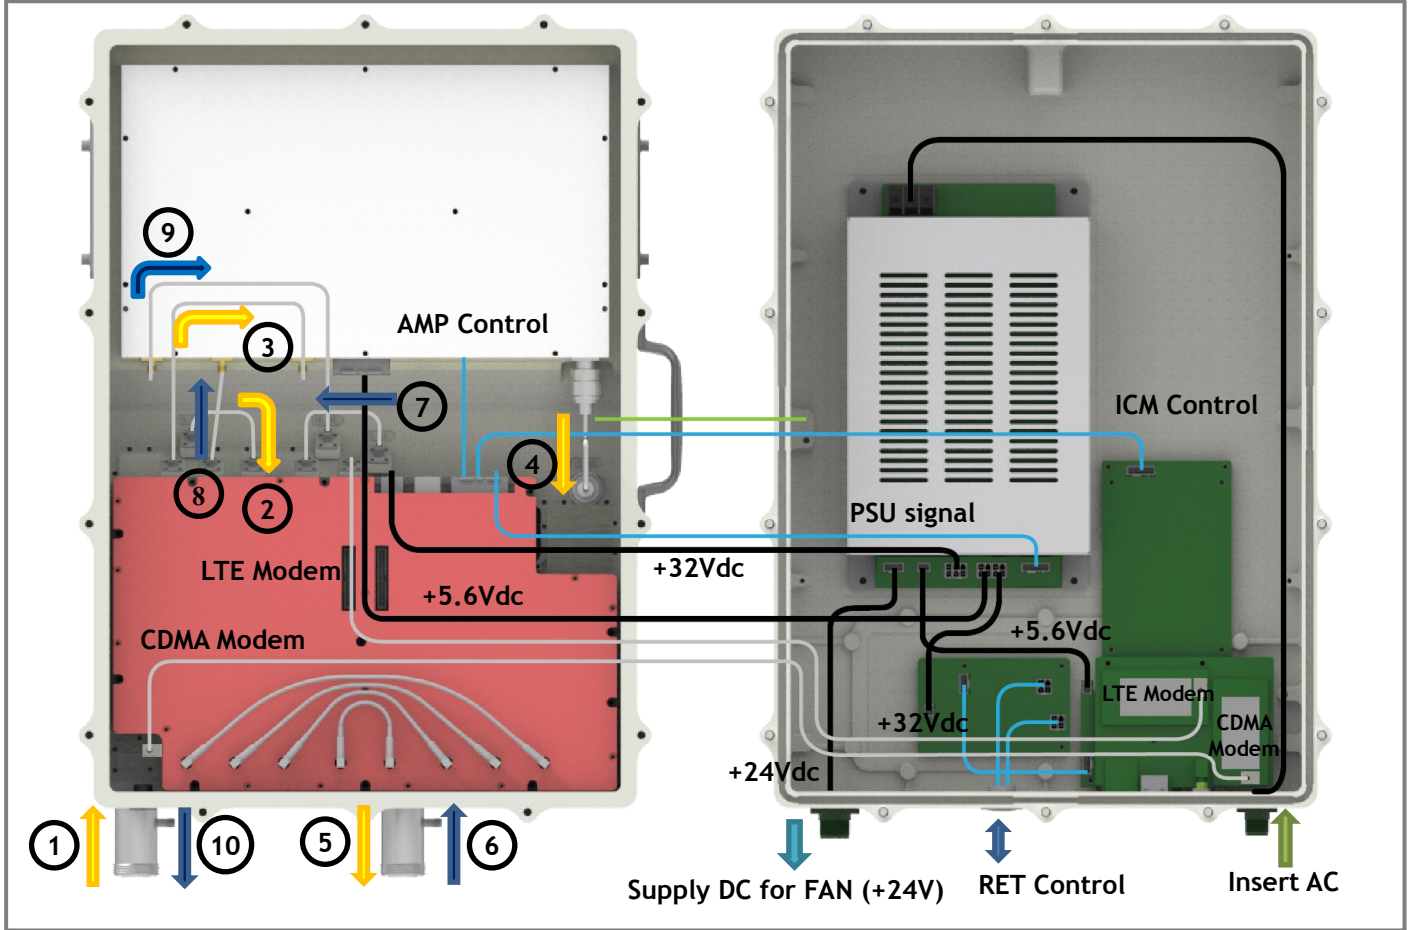 9
3
AMP Control
7
ICM Control
4
8
2
PSU signal
LTE Modem
+32Vdc
+5.6Vdc
CDMA Modem
+5.6Vdc
LTE Modem
+32Vdc
CDMA
Modem
+24Vdc
1
10
5
6
Supply DC for FAN (+24V)
RET Control
Insert AC